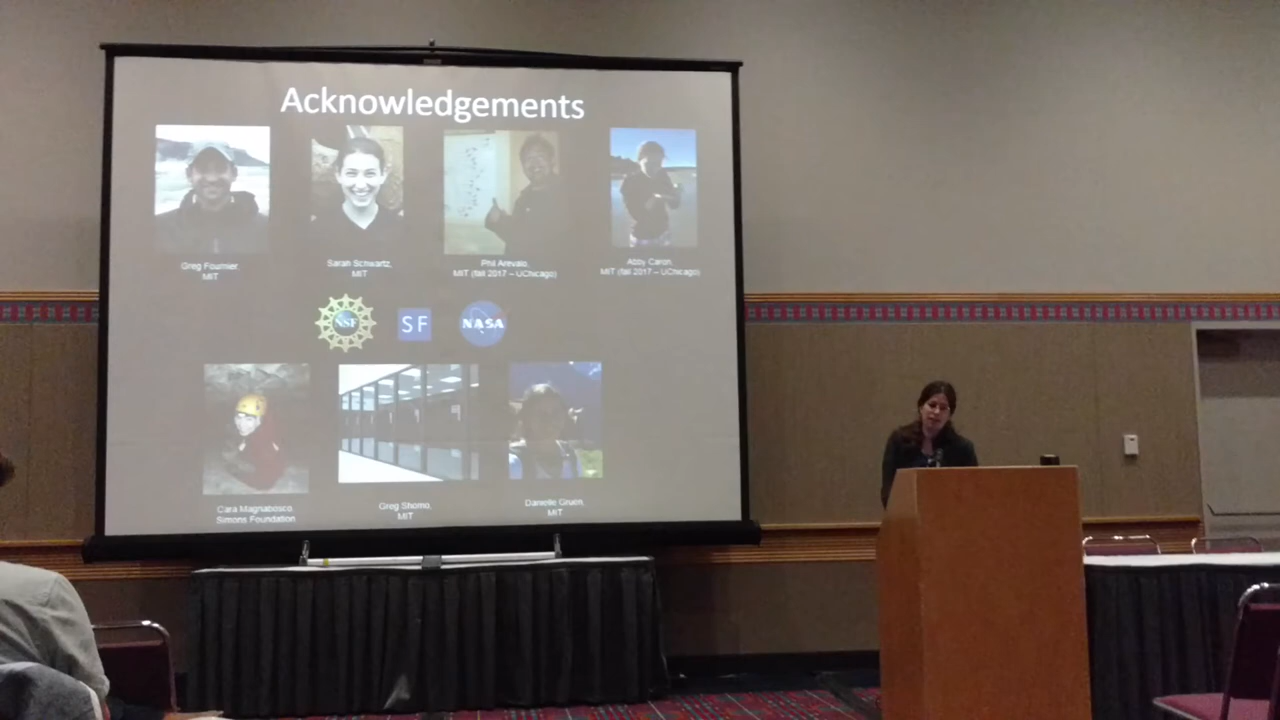 Acknowledgements
Greg Fournier,
MIT
Sarah Schwartz,
MIT
Phil Arevalo,
MIT (fall 2017 – UChicago)
Abby Caron,
MIT (fall 2017 – UChicago)
NSF
SF
NASA
Cara Magnabosco,
Simons Foundation
Greg Shomo,
MIT
Danielle Gruen,
MIT